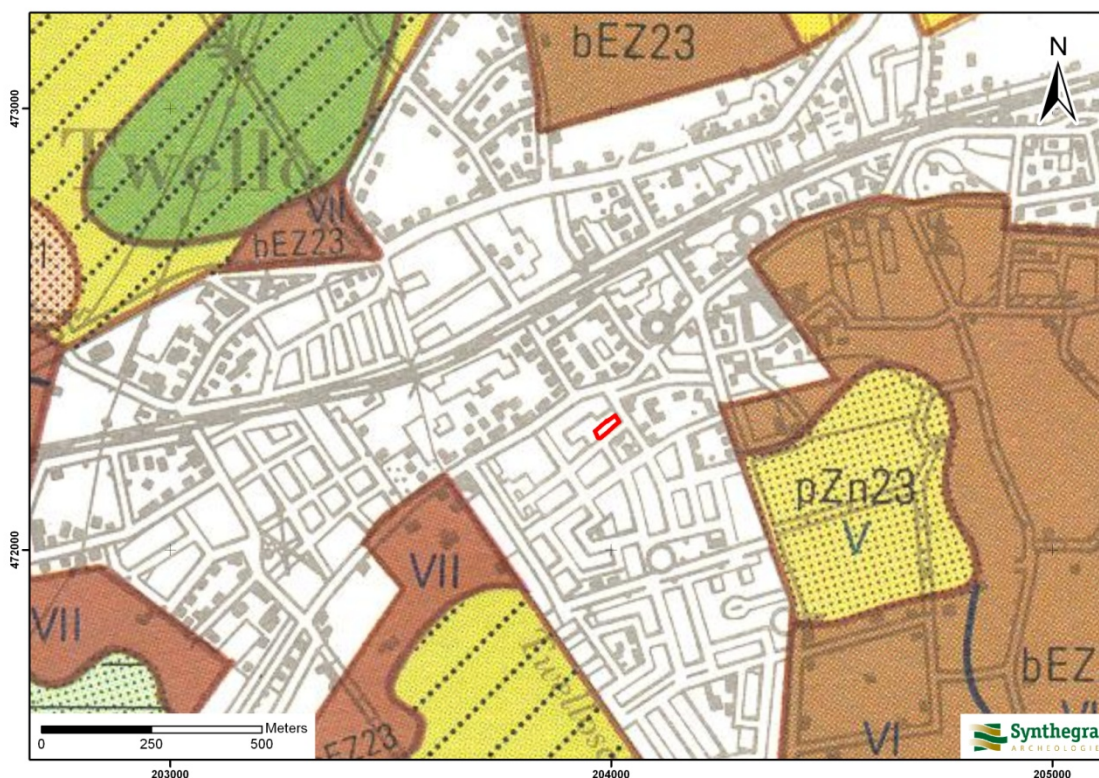 bEZ23
N
473000
Twello
VII
bEZ23
pZn23
V
472000
VII
VII
bEZ
VI
EZ23
Meters
0 250 500
Synthegra
ARCHEOLOGIE
203000 204000 205000